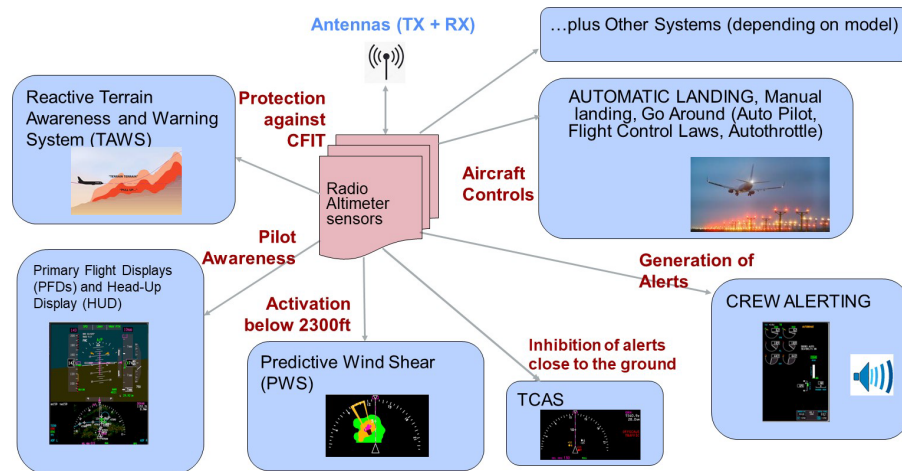 Antennas (TX + RX)
…plus Other Systems (depending on model)
Reactive Terrain
Awareness and Warning
System (TAWS)
Protection
against
CFIT
AUTOMATIC LANDING, Manual
landing, Go Around (Auto Pilot,
Flight Control Laws, Autothrottle)
Radio
Altimeter
sensors
Aircraft
Controls
Pilot
Awareness
Generation of
Alerts
Primary Flight Displays
(PFDs) and Head-Up
Display (HUD)
Activation
below 2300ft
Inhibition of alerts
close to the ground
CREW ALERTING
Predictive Wind Shear
(PWS)
TCAS